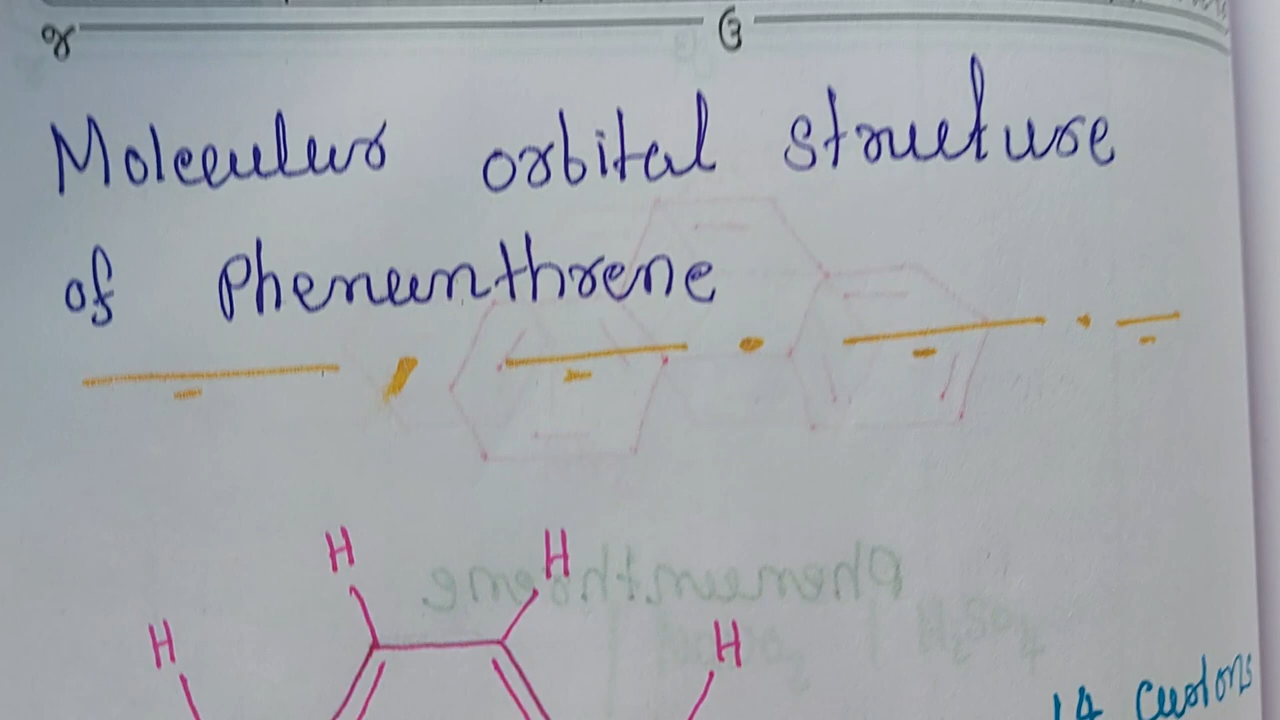 Molecular orbital structure
of Phenanthrene
H H
H H
14 Carbons